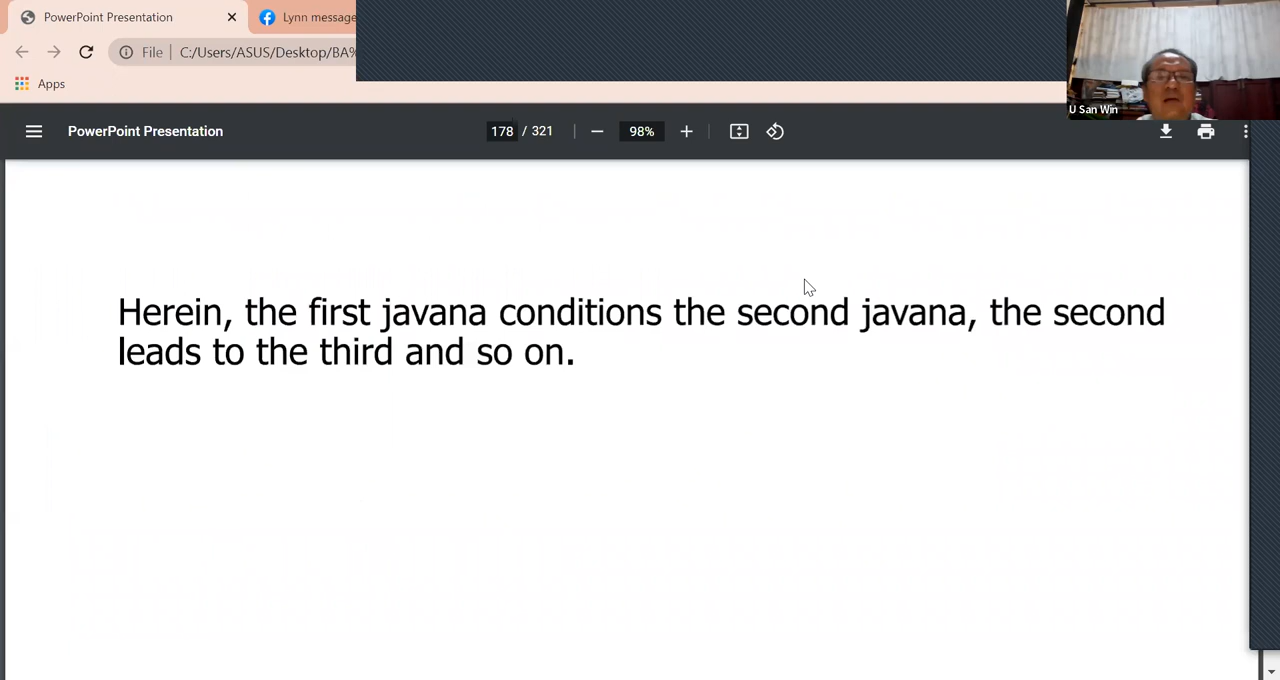 PowerPoint Presentation
Lynn message
File
C:/Users/ASUS/Desktop/BA%
Apps
U San Win
PowerPoint Presentation
178 / 321
98%
Herein, the first javana conditions the second javana, the second
leads to the third and so on.